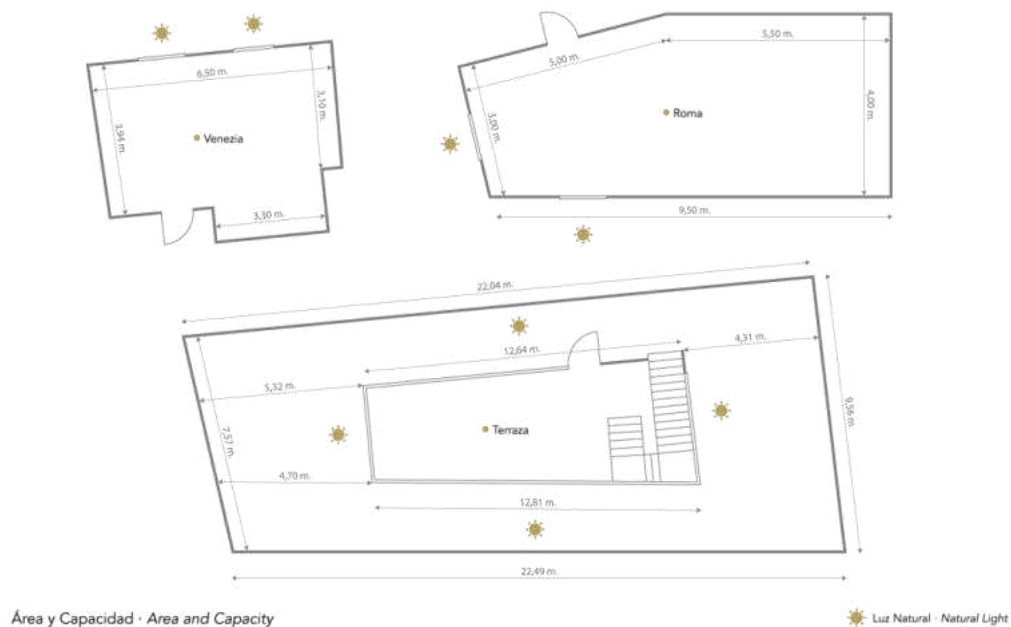 6,50 m.
3,10 m.
3,94 m.
Venezia
3,30 m.
5,50 m.
5,00 m.
4,00 m.
3,00 m.
Roma
9,50 m.
22,04 m.
12,64 m.
4,31 m.
5,32 m.
9,56 m.
7,57 m.
Terraza
4,70 m.
12,81 m.
22,49 m.
Área y Capacidad · Area and Capacity
Luz Natural · Natural Light